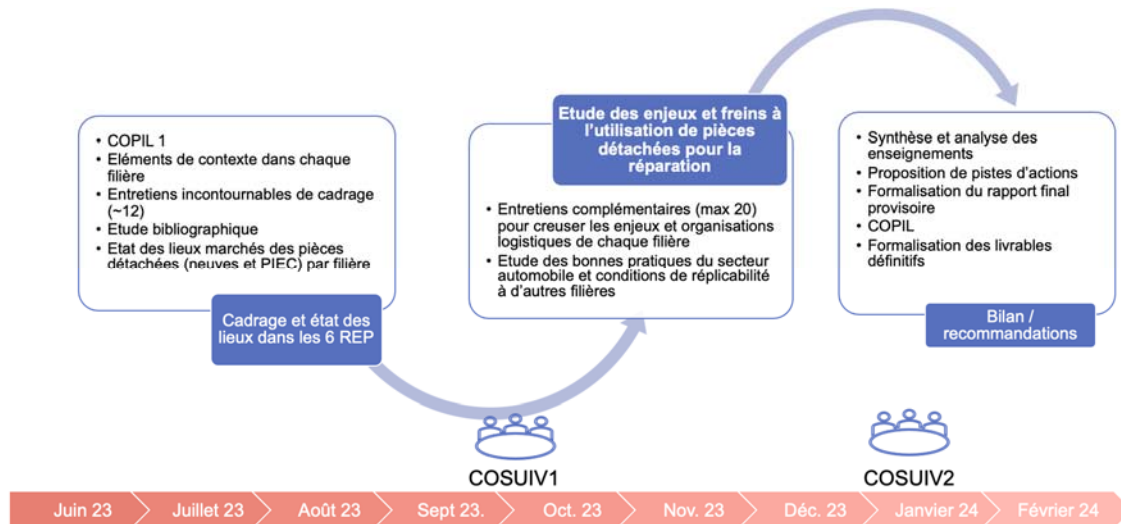 • COPIL 1
• Eléments de contexte dans chaque
filière
• Entretiens incontournables de cadrage
(~12)
• Etude bibliographique
• Etat des lieux marchés des pièces
détachées (neuves et PIEC) par filière
Cadrage et état des
lieux dans les 6 REP
Etude des enjeux et freins à
l'utilisation de pièces
détachées pour la
réparation
• Entretiens complémentaires (max 20)
pour creuser les enjeux et organisations
logistiques de chaque filière
• Etude des bonnes pratiques du secteur
automobile et conditions de réplicabilité
à d'autres filières
• Synthèse et analyse des
enseignements
• Proposition de pistes d'actions
• Formalisation du rapport final
provisoire
• COPIL
• Formalisation des livrables
définitifs
Bilan /
recommandations
COSUIV1
COSUIV2
Juin 23
Juillet 23
Août 23
Sept 23.
Oct. 23
Nov. 23
Déc. 23
Janvier 24
Février 24